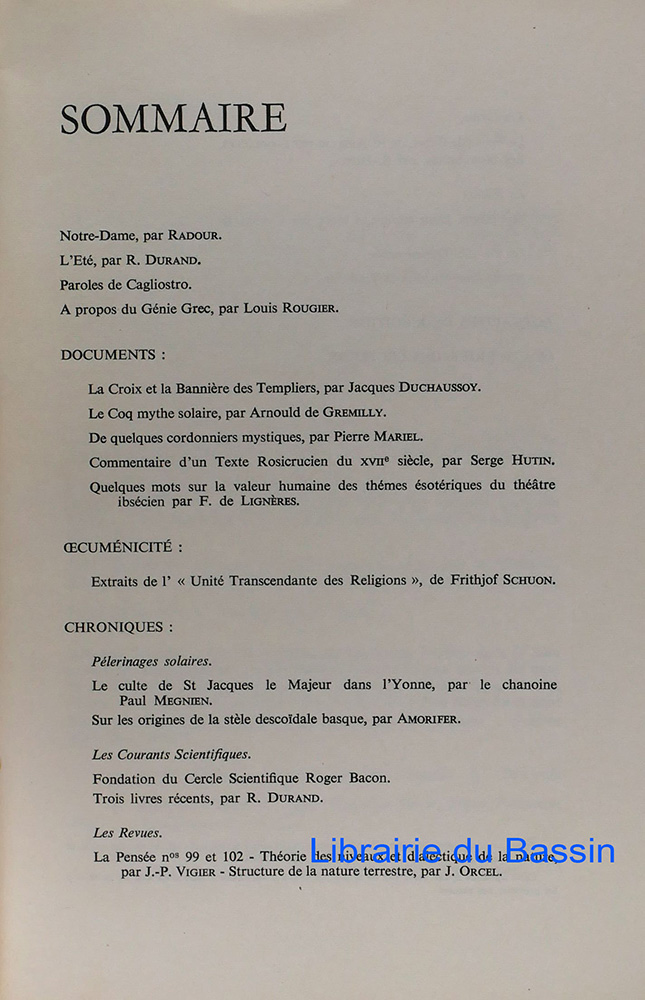 SOMMAIRE
Notre-Dame, par RADOUR.
L'Eté, par R. DURAND.
Paroles de Cagliostro.
A propos du Génie Grec, par Louis ROUGIER.
DOCUMENTS :
La Croix et la Bannière des Templiers, par Jacques DUCHAUSSOY.
Le Coq mythe solaire, par Arnould de GREMILLY.
De quelques cordonniers mystiques, par Pierre MARIEL.
Commentaire d'un Texte Rosicrucien du XVIIe siècle, par Serge HUTIN.
Quelques mots sur la valeur humaine des thémes ésotériques du théâtre
ibsécien par F. de LIGNÈRES.
ŒCUMÉNICITÉ :
Extraits de l' « Unité Transcendante des Religions », de Frithjof SCHUON.
CHRONIQUES :
Pélerinages solaires.
Le culte de St Jacques le Majeur dans l'Yonne, par le chanoine
Paul MEGNIEN.
Sur les origines de la stèle descoïdale basque, par AMORIFER.
Les Courants Scientifiques.
Fondation du Cercle Scientifique Roger Bacon.
Trois livres récents, par R. DURAND.
Les Revues.
Librairie du Bassin
La Pensée nos 99 et 102 - Théorie des niveaux et dialectique de la nature,
par J.-P. VIGIER - Structure de la nature terrestre, par J. ORCEL.